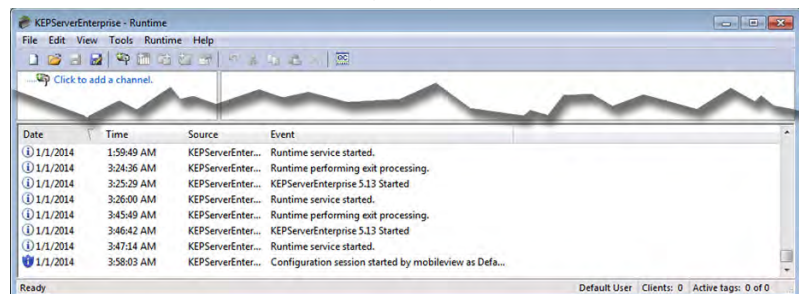 KEPServerEnterprise - Runtime
File Edit View Tools Runtime Help
Click to add a channel.
Date Time Source Event
1/1/2014 1:59:49 AM KEPServerEnter... Runtime service started.
1/1/2014 3:24:36 AM KEPServerEnter... Runtime performing exit processing.
1/1/2014 3:25:29 AM KEPServerEnter... KEPServerEnterprise 5.13 Started
1/1/2014 3:26:00 AM KEPServerEnter... Runtime service started.
1/1/2014 3:45:49 AM KEPServerEnter... Runtime performing exit processing.
1/1/2014 3:46:42 AM KEPServerEnter... KEPServerEnterprise 5.13 Started
1/1/2014 3:47:14 AM KEPServerEnter... Runtime service started.
1/1/2014 3:58:03 AM KEPServerEnter... Configuration session started by mobileview as Defa...
Ready Default User Clients: 0 Active tags: 0 of 0